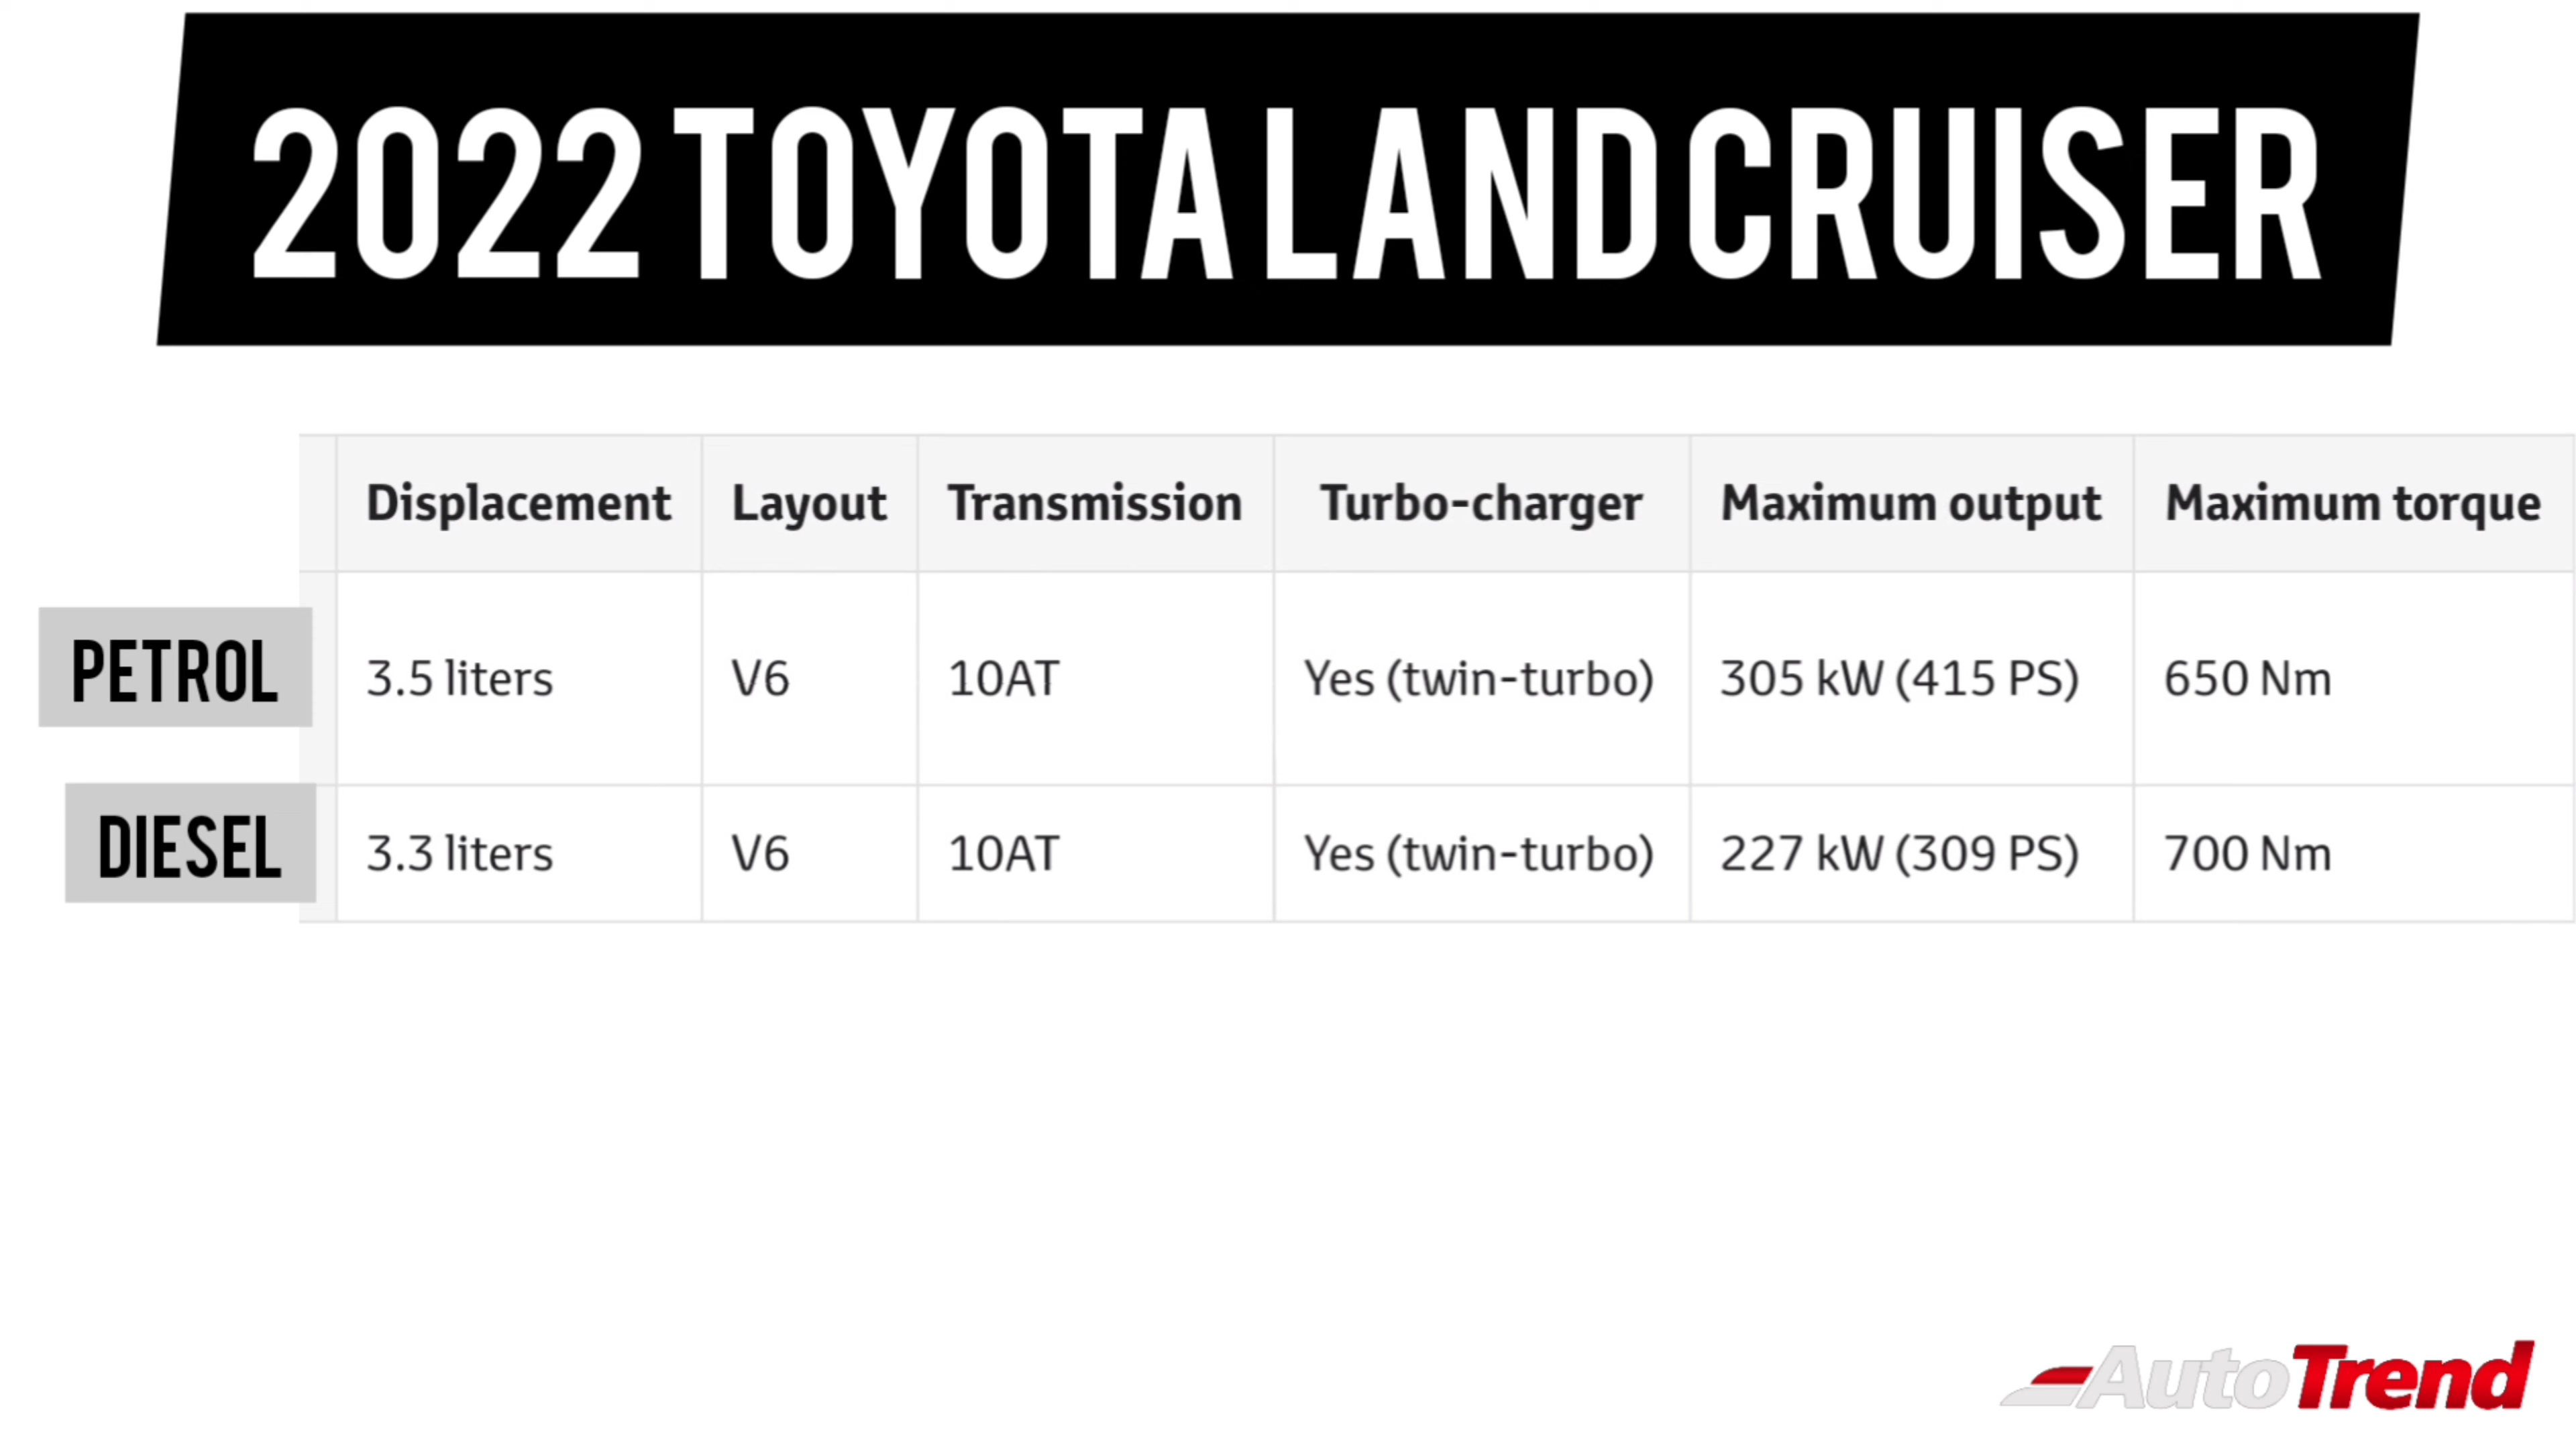 2022 TOYOTA LAND CRUISER
Displacement Layout Transmission Turbo-charger Maximum output Maximum torque
PETROL 3.5 liters V6 10AT Yes (twin-turbo) 305 kW (415 PS) 650 Nm
DIESEL 3.3 liters V6 10AT Yes (twin-turbo) 227 kW (309 PS) 700 Nm
AutoTrend